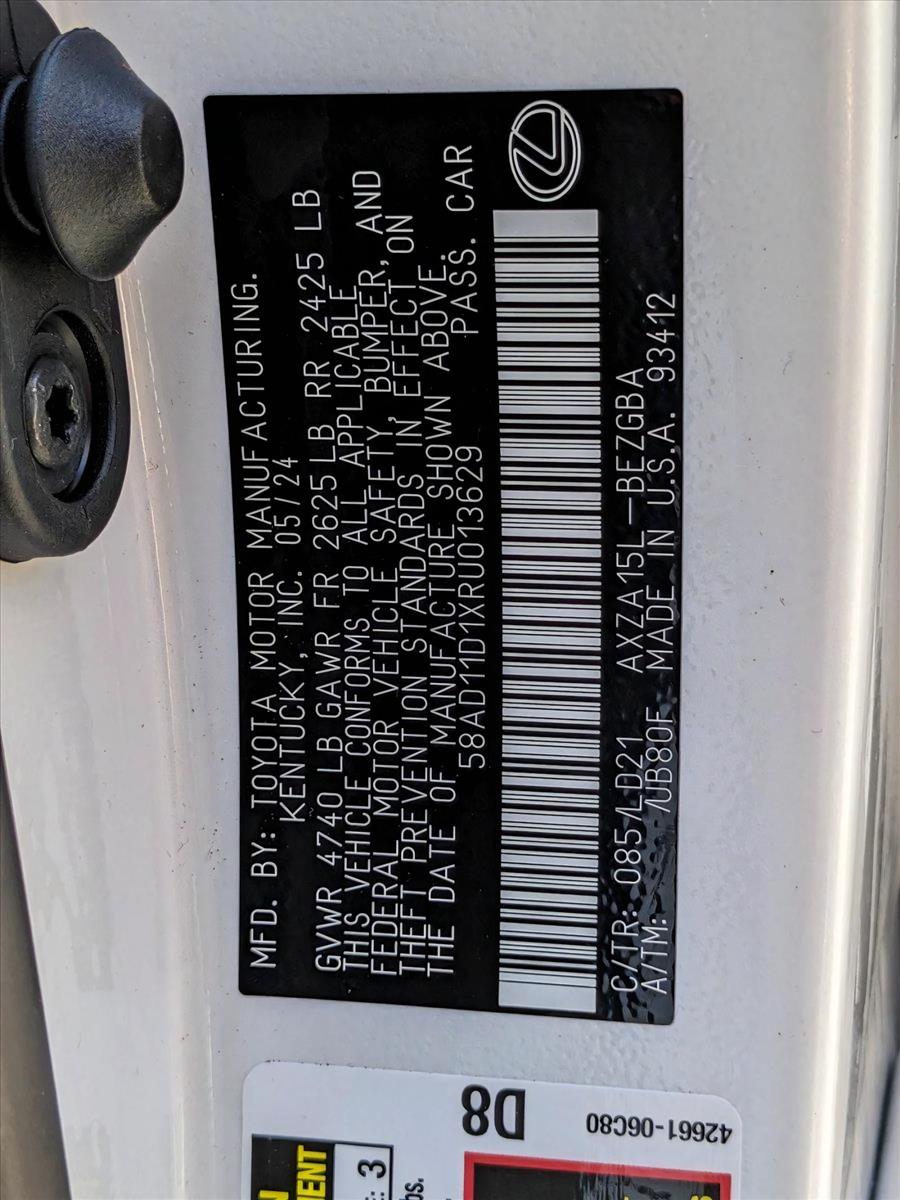 MFD. BY: TOYOTA MOTOR MANUFACTURING.
KENTUCKY, INC. 05/24
GVWR 4740 LB GAWR FR 2625 LB RR 2425 LB
THIS VEHICLE CONFORMS TO ALL APPLICABLE
FEDERAL MOTOR VEHICLE SAFETY, BUMPER, AND
THEFT PREVENTION STANDARDS IN EFFECT ON
THE DATE OF MANUFACTURE SHOWN ABOVE.
58AD11D1XRU013629 PASS. CAR
C/TR: 085/LD21 AXZA15L-BEZGBA
A/TM: /UB80F MADE IN U.S.A. 93412
D8
42661-06C80
3